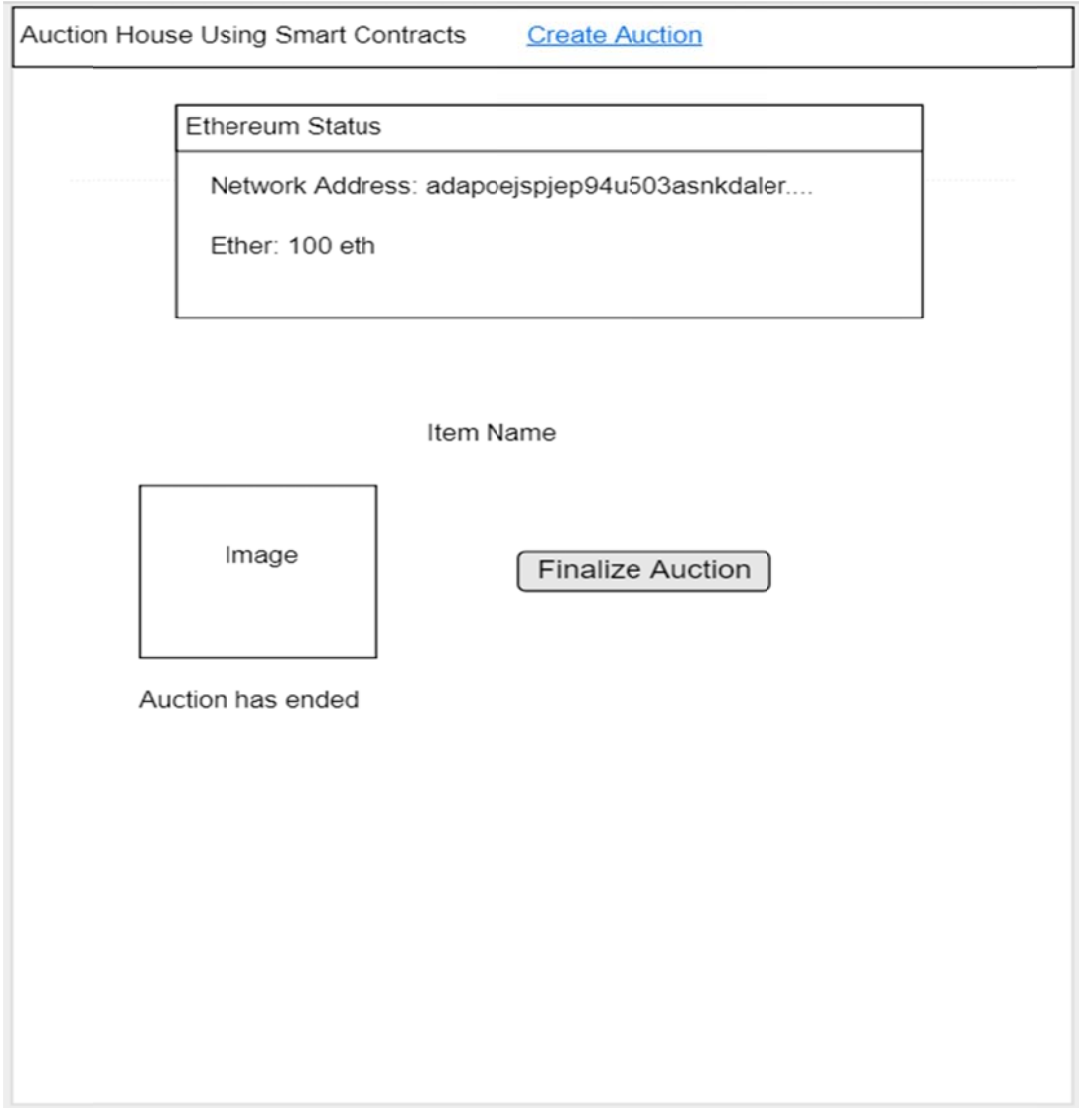 Auction House Using Smart Contracts Create Auction
Ethereum Status
Network Address: adapoejspjep94u503asnkdaler....
Ether: 100 eth
Item Name
Image
Finalize Auction
Auction has ended